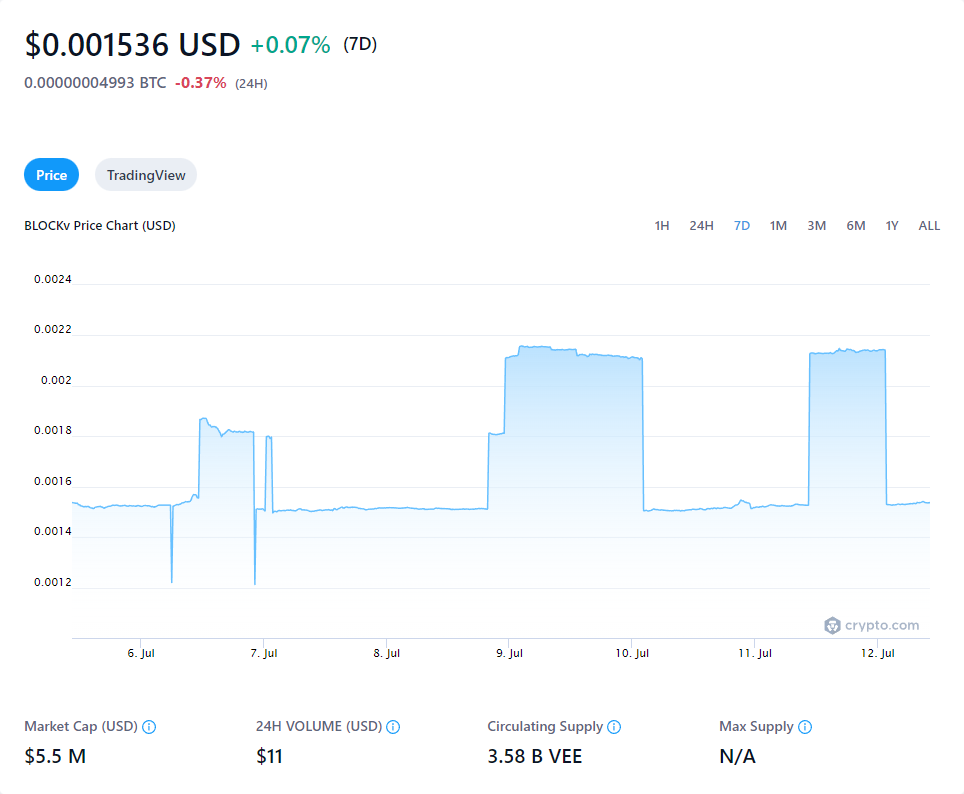 $0.001536 USD +0.07% (7D)
0.00000004993 BTC -0.37% (24H)
Price TradingView
BLOCKv Price Chart (USD) 1H 24H 7D 1M 3M 6M 1Y ALL
0.0024
0.0022
0.002
0.0018
0.0016
0.0014
0.0012
crypto.com
6. Jul 7. Jul 8. Jul 9. Jul 10. Jul 11. Jul 12. Jul
Market Cap (USD) 24H VOLUME (USD) Circulating Supply Max Supply
$5.5 M $11 3.58 B VEE N/A